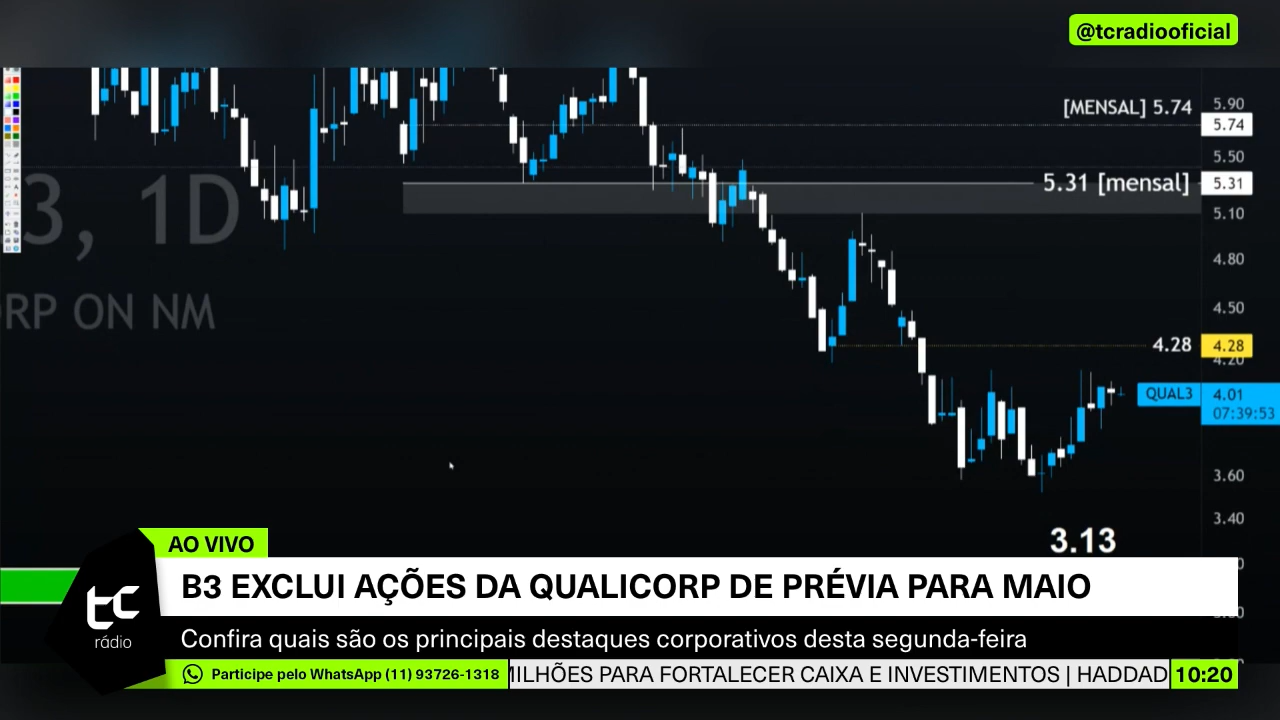 @tcradiooficial
[MENSAL] 5.74
5.90
5.74
5.50
5.31 [mensal]
5.31
5.10
3, 1D
4.80
RP ON NM
4.50
4.28
4.28
4.20
QUAL3
4.01
07:39:53
3.60
3.40
3.13
AO VIVO
B3 EXCLUI AÇÕES DA QUALICORP DE PRÉVIA PARA MAIO
tc
rádio
Confira quais são os principais destaques corporativos desta segunda-feira
Participe pelo WhatsApp (11) 93726-1318
MILHÕES PARA FORTALECER CAIXA E INVESTIMENTOS | HADDAD
10:20